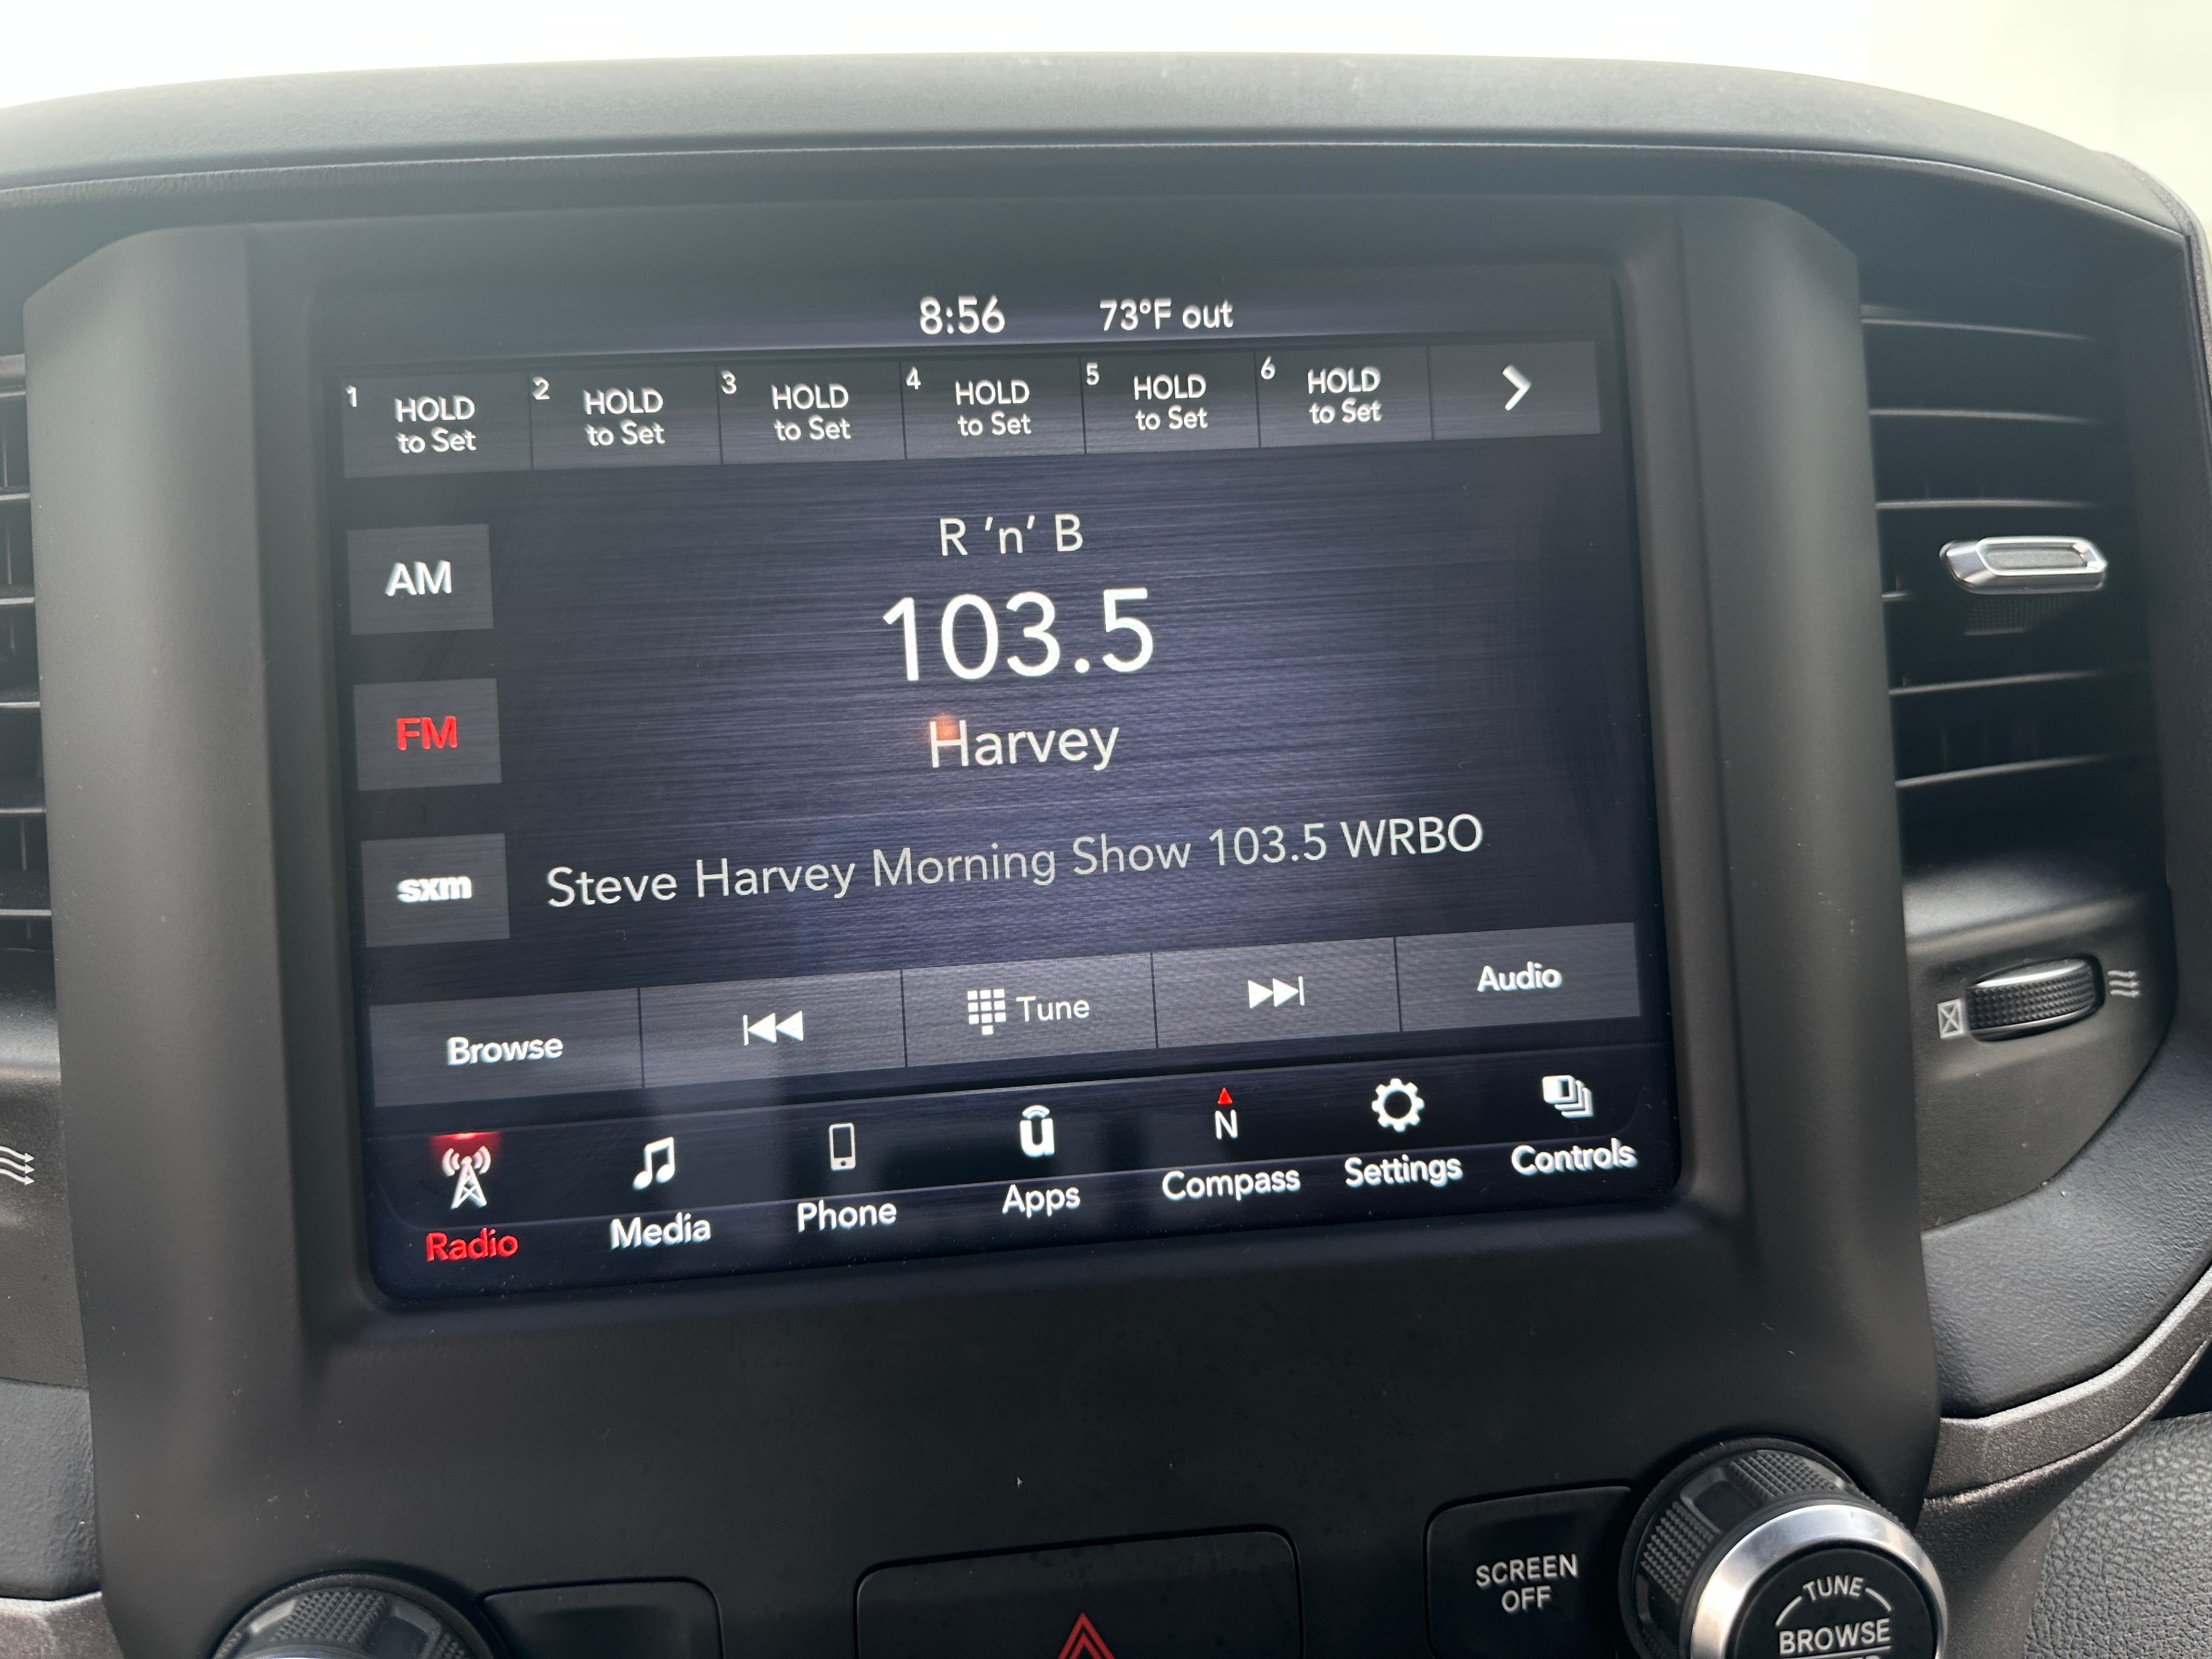 8:56 73°F out
1 HOLD to Set
2 HOLD to Set
3 HOLD to Set
4 HOLD to Set
5 HOLD to Set
6 HOLD to Set
R 'n' B
AM
103.5
FM
Harvey
sxm
Steve Harvey Morning Show 103.5 WRBO
Browse
Tune
Audio
N
Radio
Media
Phone
Apps
Compass
Settings
Controls
SCREEN
OFF
TUNE
BROWSE